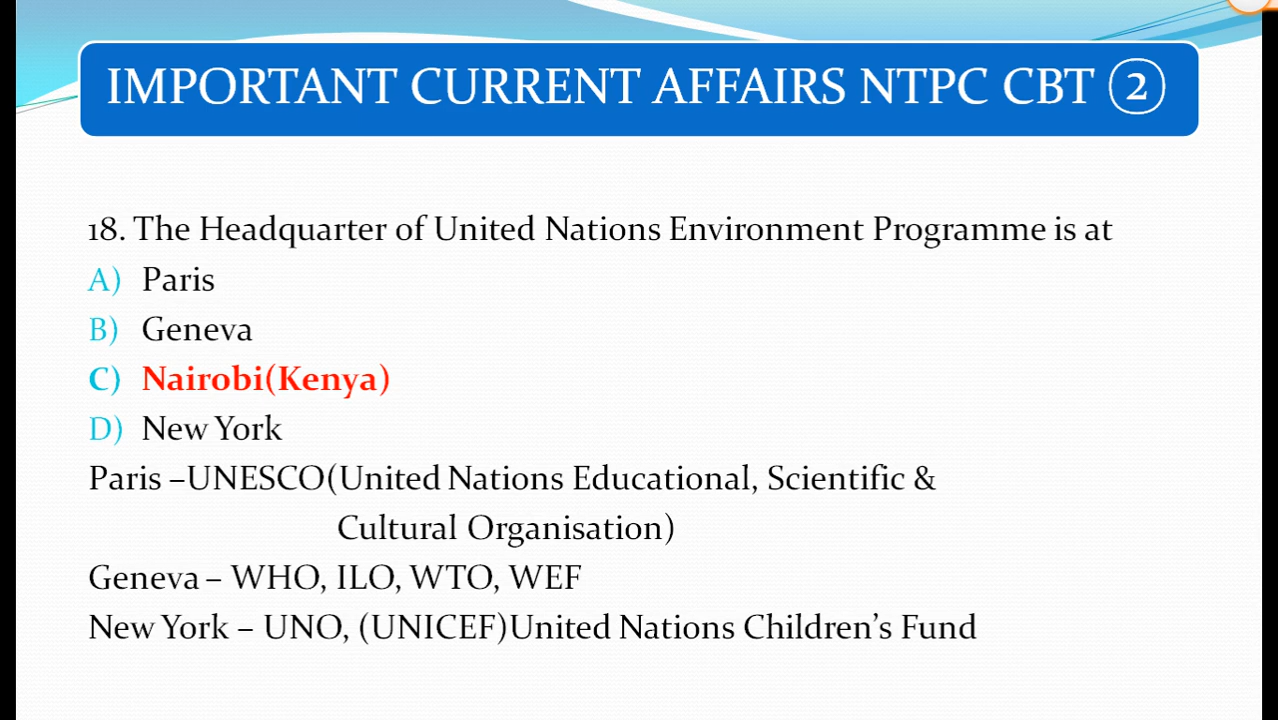 IMPORTANT CURRENT AFFAIRS NTPC CBT ②
18. The Headquarter of United Nations Environment Programme is at
A) Paris
B) Geneva
C) Nairobi(Kenya)
D) New York
Paris –UNESCO(United Nations Educational, Scientific &
Cultural Organisation)
Geneva – WHO, ILO, WTO, WEF
New York – UNO, (UNICEF)United Nations Children’s Fund